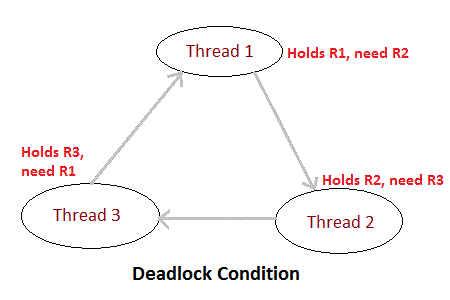 Thread 1
Holds R1, need R2
Holds R3,
need R1
Holds R2, need R3
Thread 3
Thread 2
Deadlock Condition